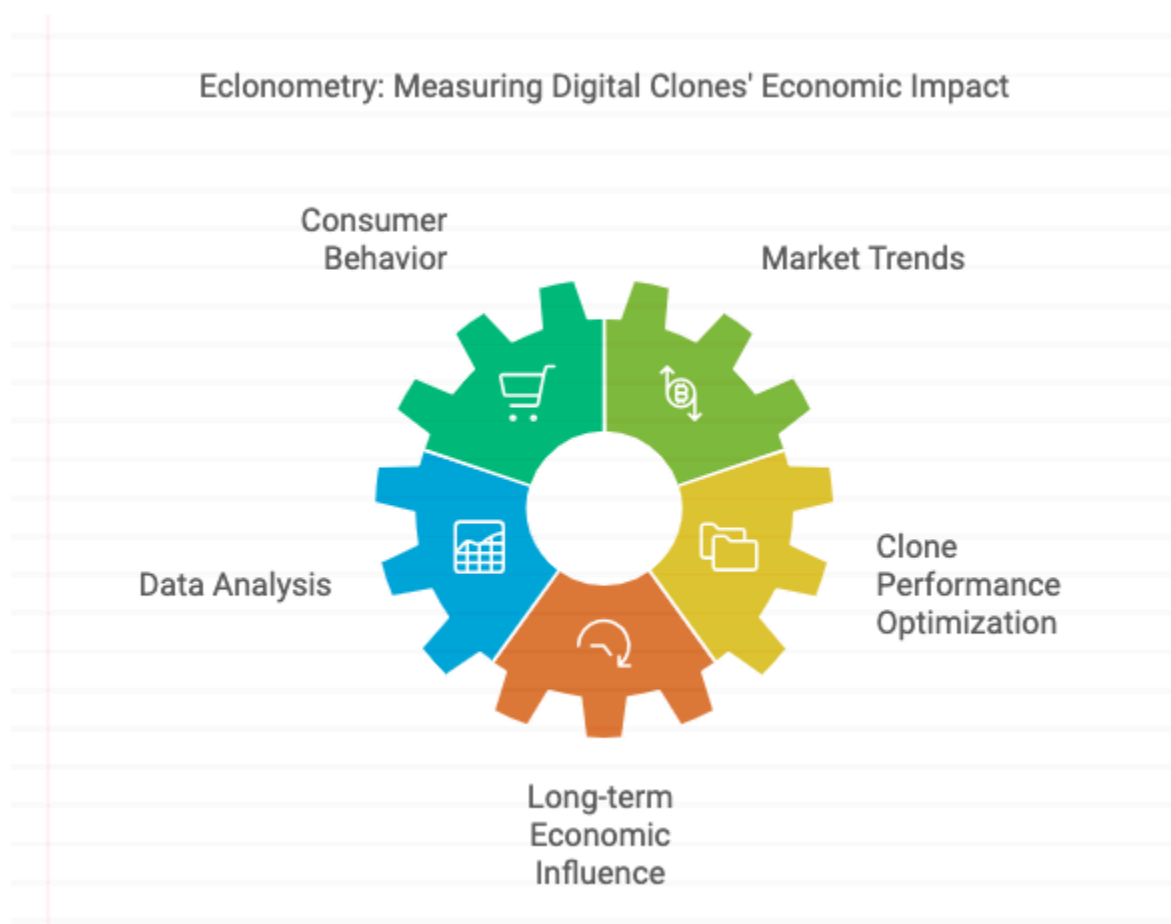 Eclonometry: Measuring Digital Clones' Economic Impact
Consumer
Behavior
Market Trends
Clone
Performance
Optimization
Data Analysis
Long-term
Economic
Influence